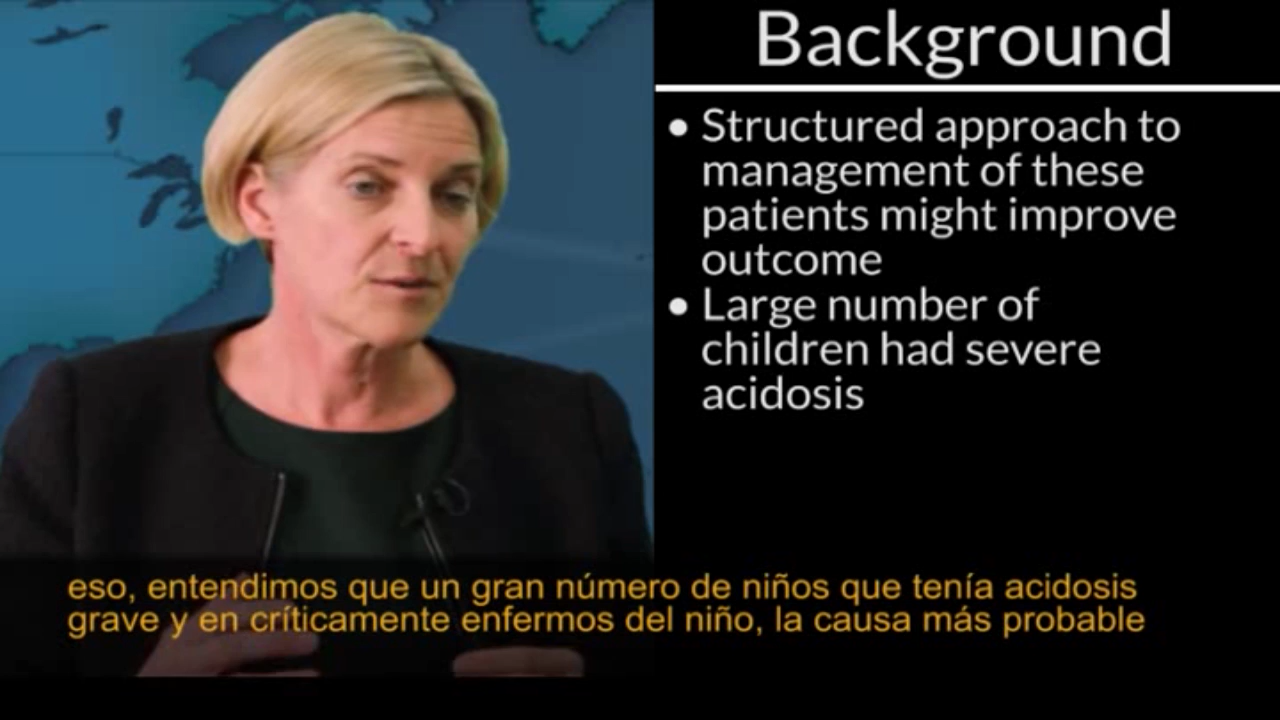 Background
• Structured approach to
management of these
patients might improve
outcome
• Large number of
children had severe
acidosis
eso, entendimos que un gran número de niños que tenía acidosis
grave y en críticamente enfermos del niño, la causa más probable